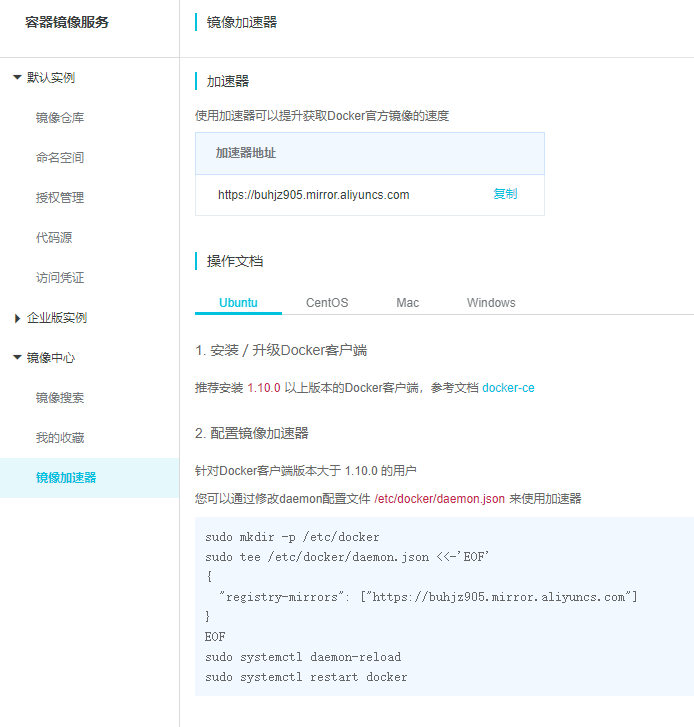 容器镜像服务
默认实例
镜像仓库
命名空间
授权管理
代码源
访问凭证
企业版实例
镜像中心
镜像搜索
我的收藏
镜像加速器
镜像加速器
加速器
使用加速器可以提升获取Docker官方镜像的速度
加速器地址
https://buhjz905.mirror.aliyuncs.com 复制
操作文档
Ubuntu CentOS Mac Windows
1. 安装 / 升级Docker客户端
推荐安装 1.10.0 以上版本的Docker客户端，参考文档 docker-ce
2. 配置镜像加速器
针对Docker客户端版本大于 1.10.0 的用户
您可以通过修改daemon配置文件 /etc/docker/daemon.json 来使用加速器
sudo mkdir -p /etc/docker
sudo tee /etc/docker/daemon.json <<-'EOF'
{
  "registry-mirrors": ["https://buhjz905.mirror.aliyuncs.com"]
}
EOF
sudo systemctl daemon-reload
sudo systemctl restart docker